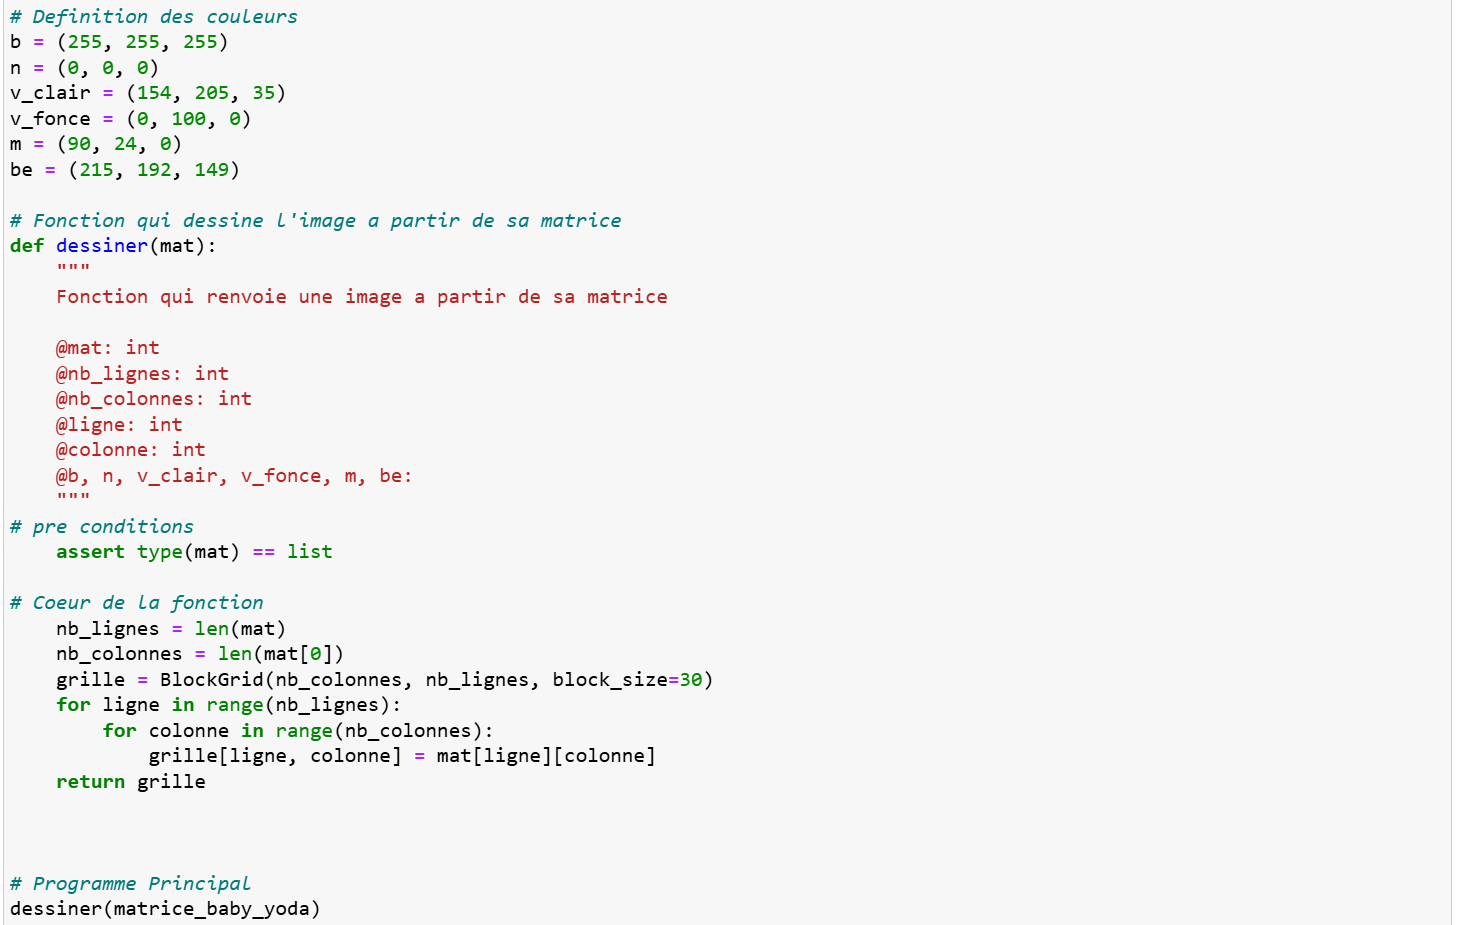 # Definition des couleurs
b = (255, 255, 255)
n = (0, 0, 0)
v_clair = (154, 205, 35)
v_fonce = (0, 100, 0)
m = (90, 24, 0)
be = (215, 192, 149)

# Fonction qui dessine l'image a partir de sa matrice
def dessiner(mat):
    """
    Fonction qui renvoie une image a partir de sa matrice

    @mat: int
    @nb_lignes: int
    @nb_colonnes: int
    @ligne: int
    @colonne: int
    @b, n, v_clair, v_fonce, m, be:
    """
# pre conditions
    assert type(mat) == list

# Coeur de la fonction
    nb_lignes = len(mat)
    nb_colonnes = len(mat[0])
    grille = BlockGrid(nb_colonnes, nb_lignes, block_size=30)
    for ligne in range(nb_lignes):
        for colonne in range(nb_colonnes):
            grille[ligne, colonne] = mat[ligne][colonne]
    return grille

# Programme Principal
dessiner(matrice_baby_yoda)